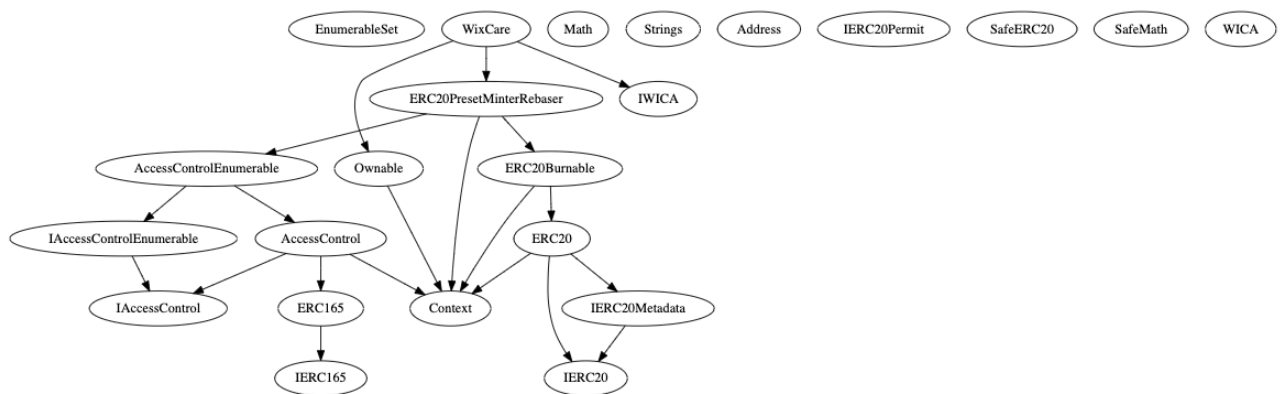 EnumerableSet
WixCare
Math
Strings
Address
IERC20Permit
SafeERC20
SafeMath
WICA
ERC20PresetMinterRebaser
IWICA
AccessControlEnumerable
Ownable
ERC20Burnable
IAccessControlEnumerable
AccessControl
ERC20
IAccessControl
ERC165
Context
IERC20Metadata
IERC165
IERC20